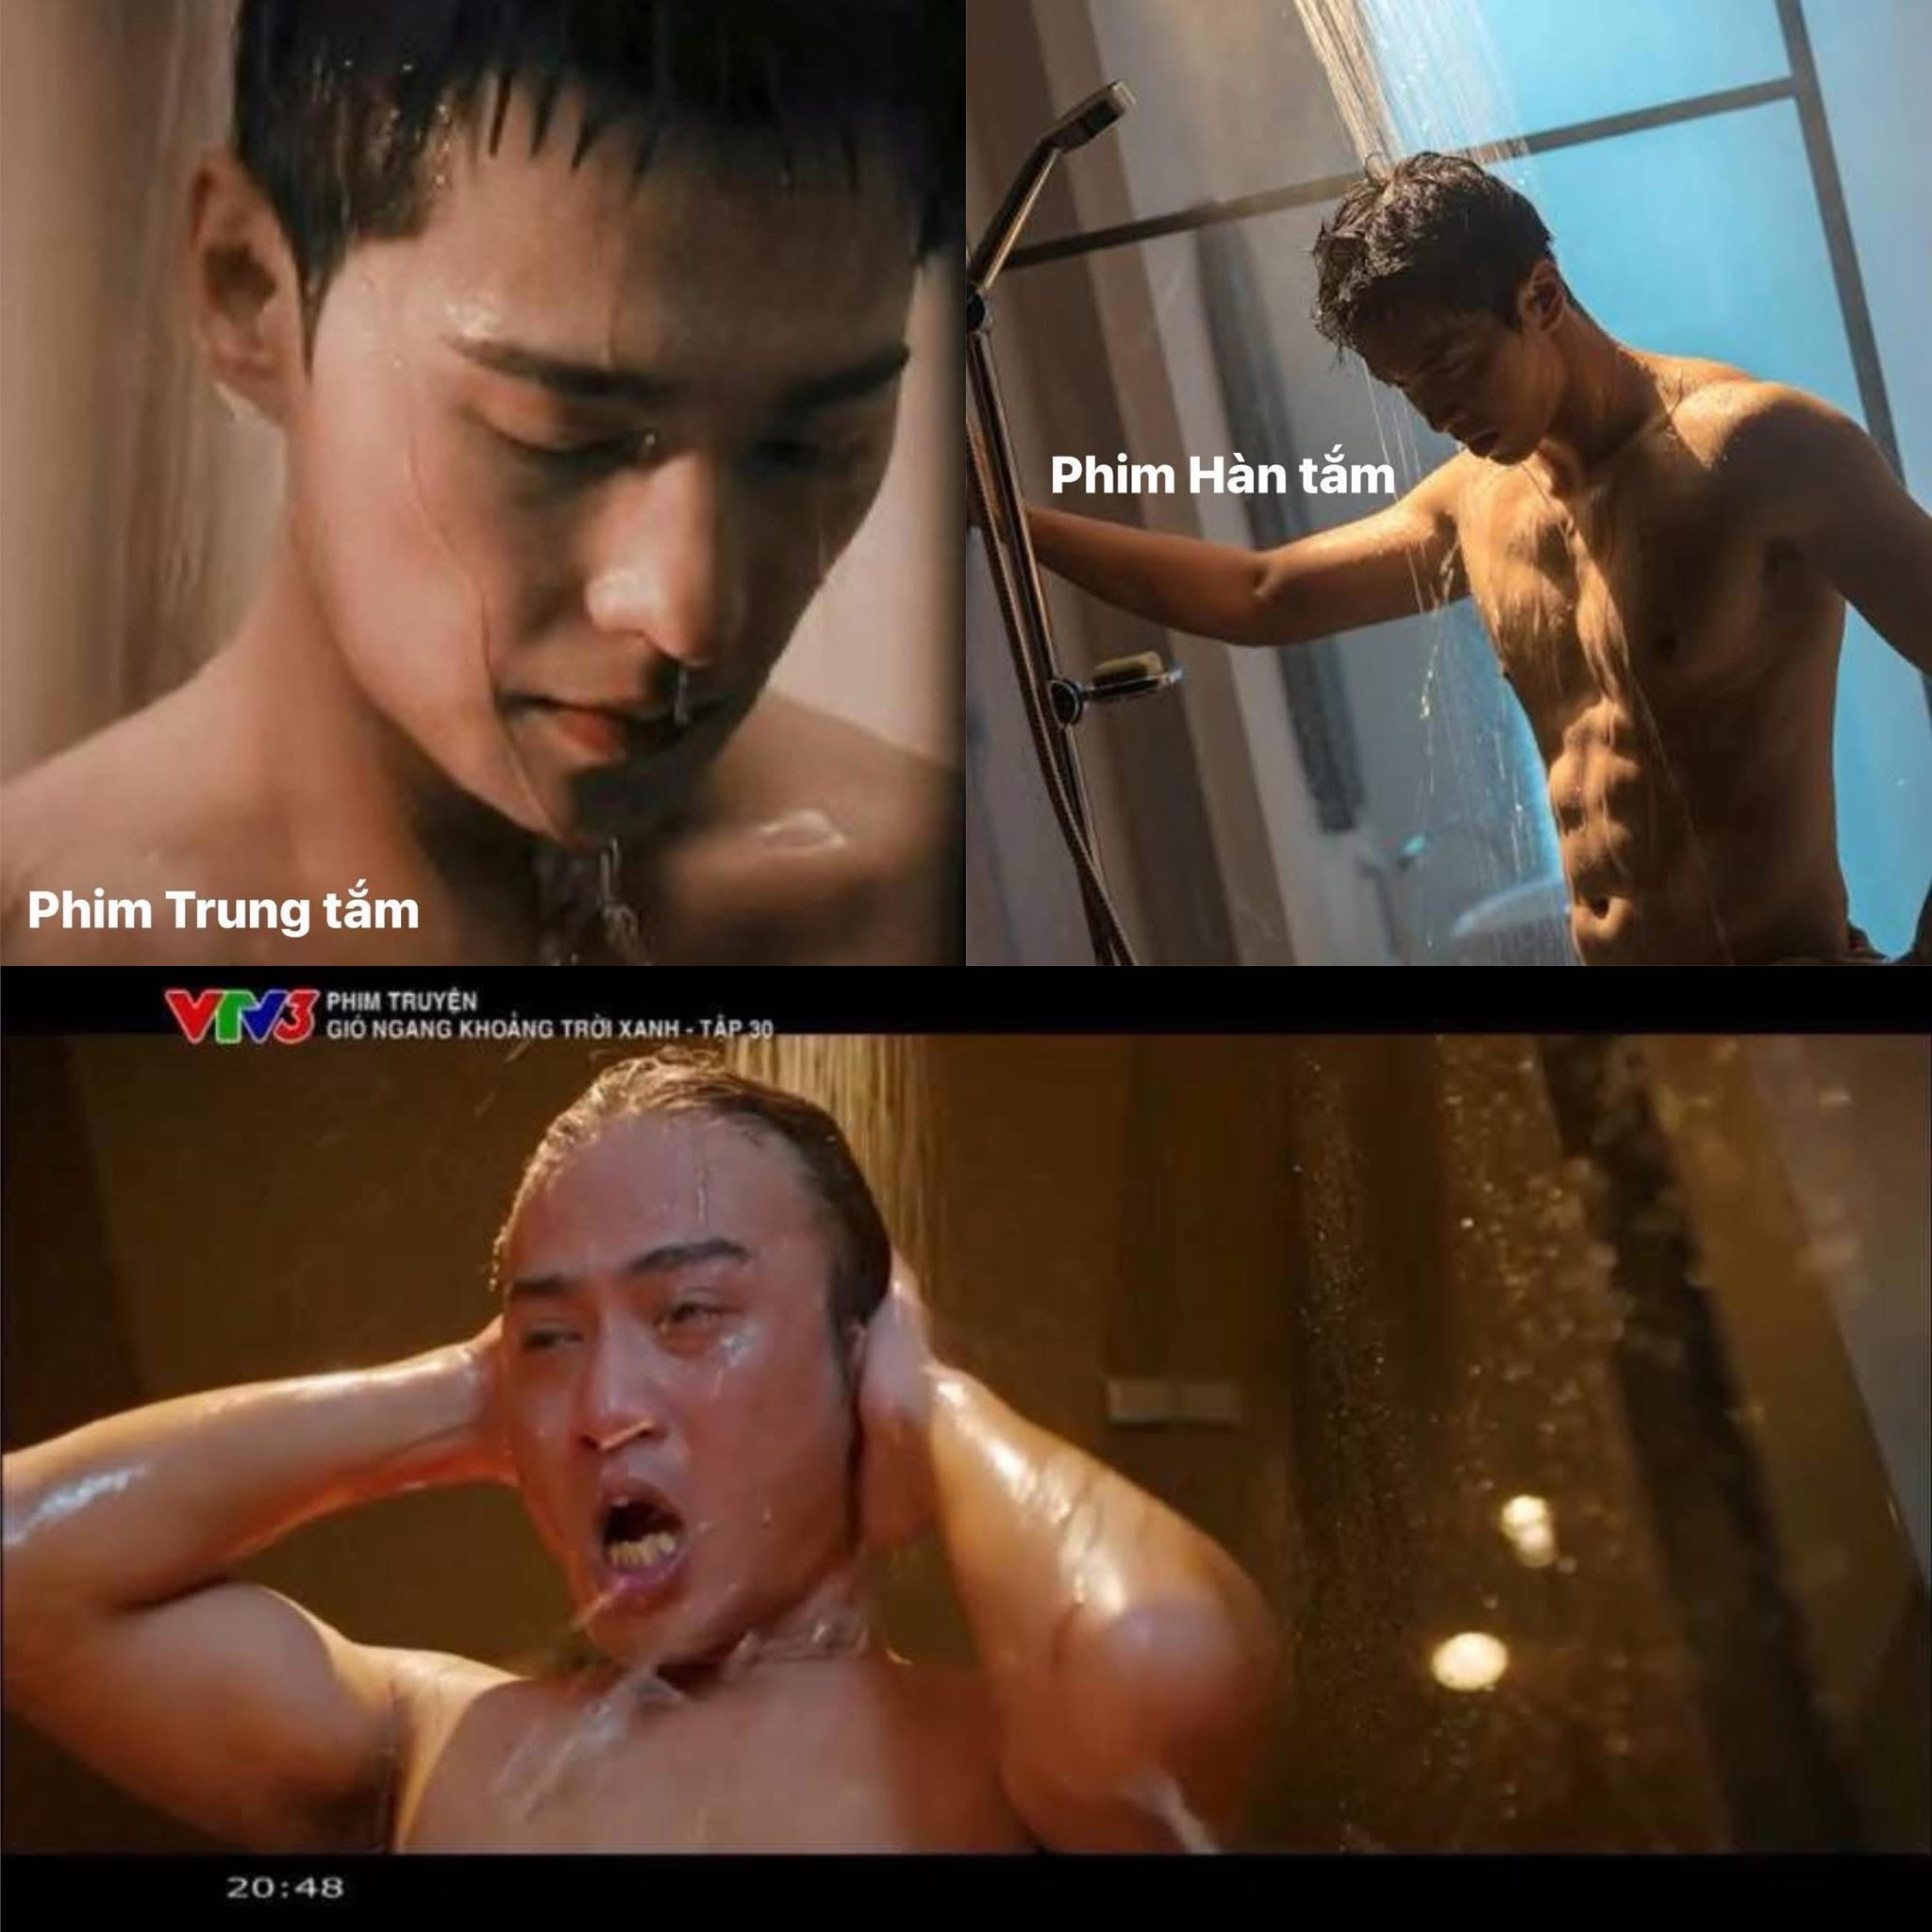 Phim Trung tắm
Phim Hàn tắm
VTV3
PHIM TRUYỆN
GIÓ NGANG KHOẢNG TRỜI XANH - TẬP 30
20:48